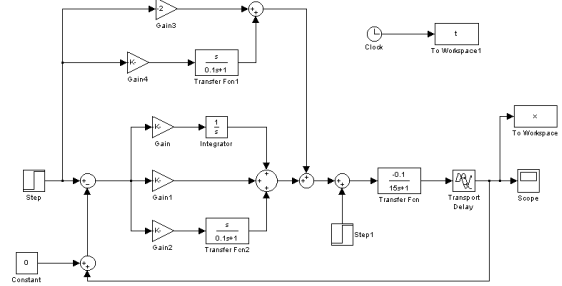 -2
Gain3
Clock
t
To Workspace1
K-
Gain4
s
0.1s+1
Transfer Fcn1
x
To Workspace
K-
Gain
1
s
Integrator
Step
K-
Gain1
-0.1
15s+1
Transfer Fcn
Transport
Delay
Scope
K-
Gain2
s
0.1s+1
Transfer Fcn2
Step1
0
Constant